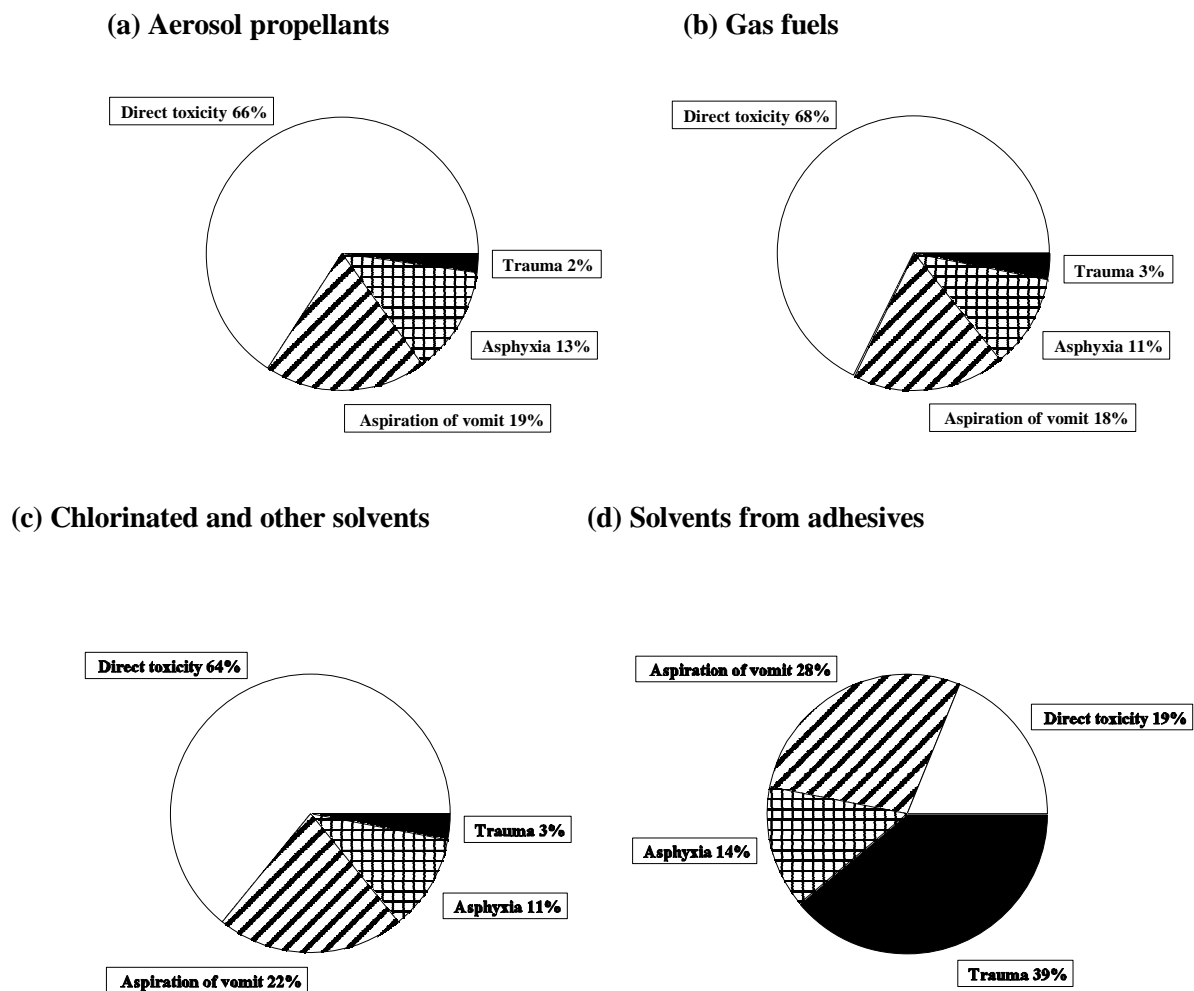 (a) Aerosol propellants
Direct toxicity 66%
Trauma 2%
Asphyxia 13%
Aspiration of vomit 19%
(b) Gas fuels
Direct toxicity 68%
Trauma 3%
Asphyxia 11%
Aspiration of vomit 18%
(c) Chlorinated and other solvents
Direct toxicity 64%
Trauma 3%
Asphyxia 11%
Aspiration of vomit 22%
(d) Solvents from adhesives
Aspiration of vomit 28%
Direct toxicity 19%
Asphyxia 14%
Trauma 39%